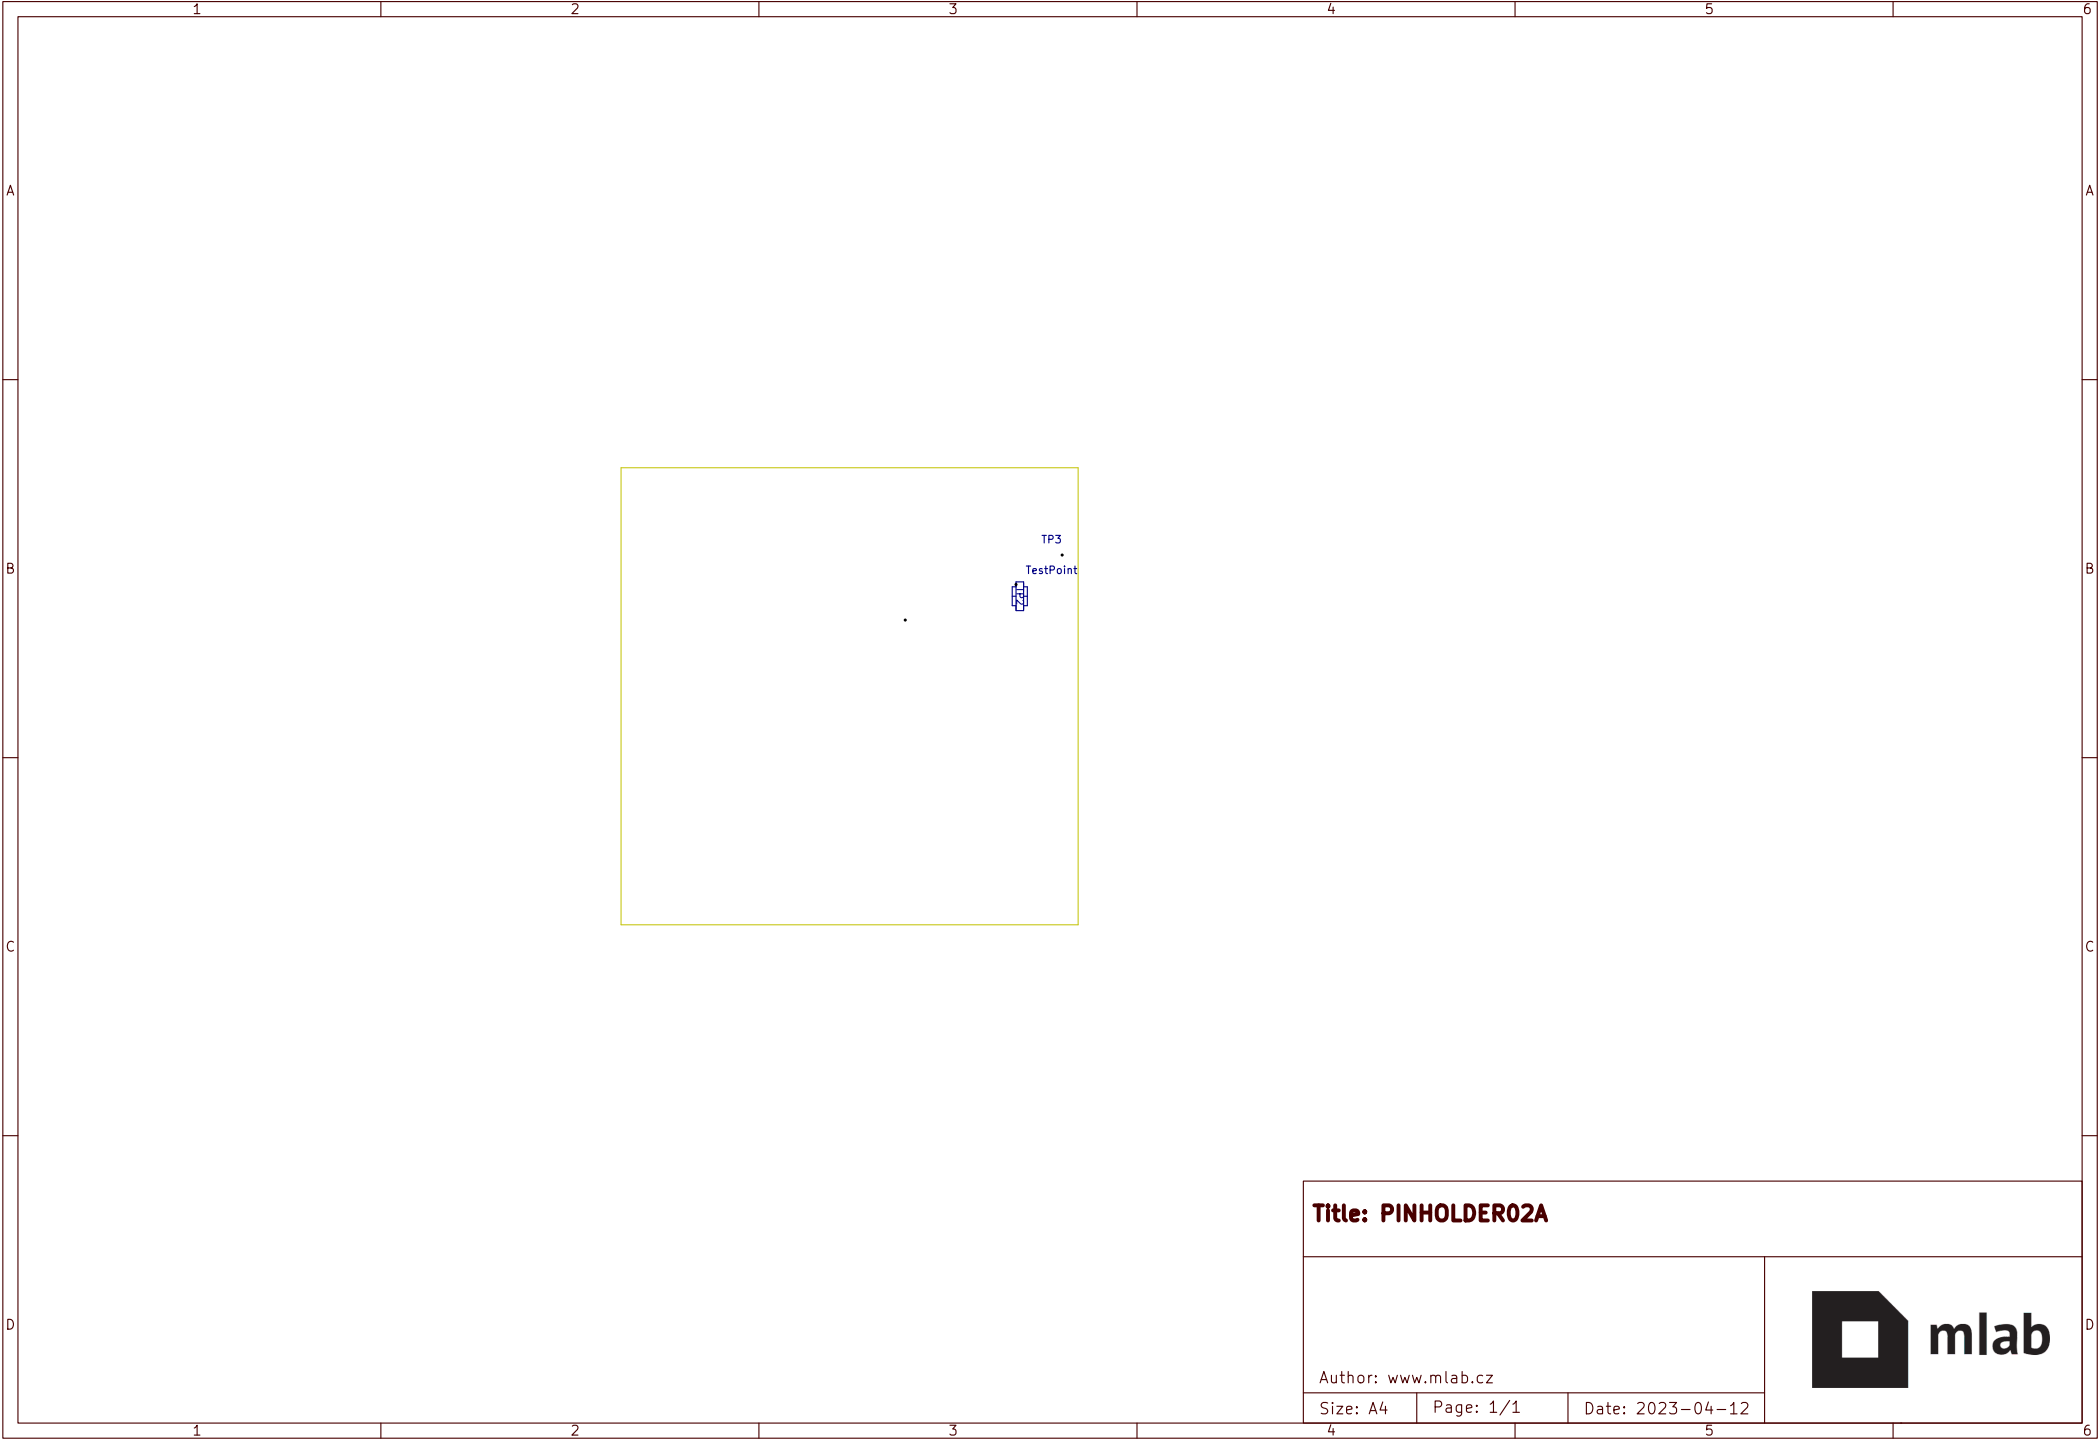 1 2 3 4 5 6
A A
TP3
B TestPoint B
C C
Title: PINHOLDER02A
D mlab D
Author: www.mlab.cz
Size: A4 Page: 1/1 Date: 2023-04-12
1 2 3 4 5 6